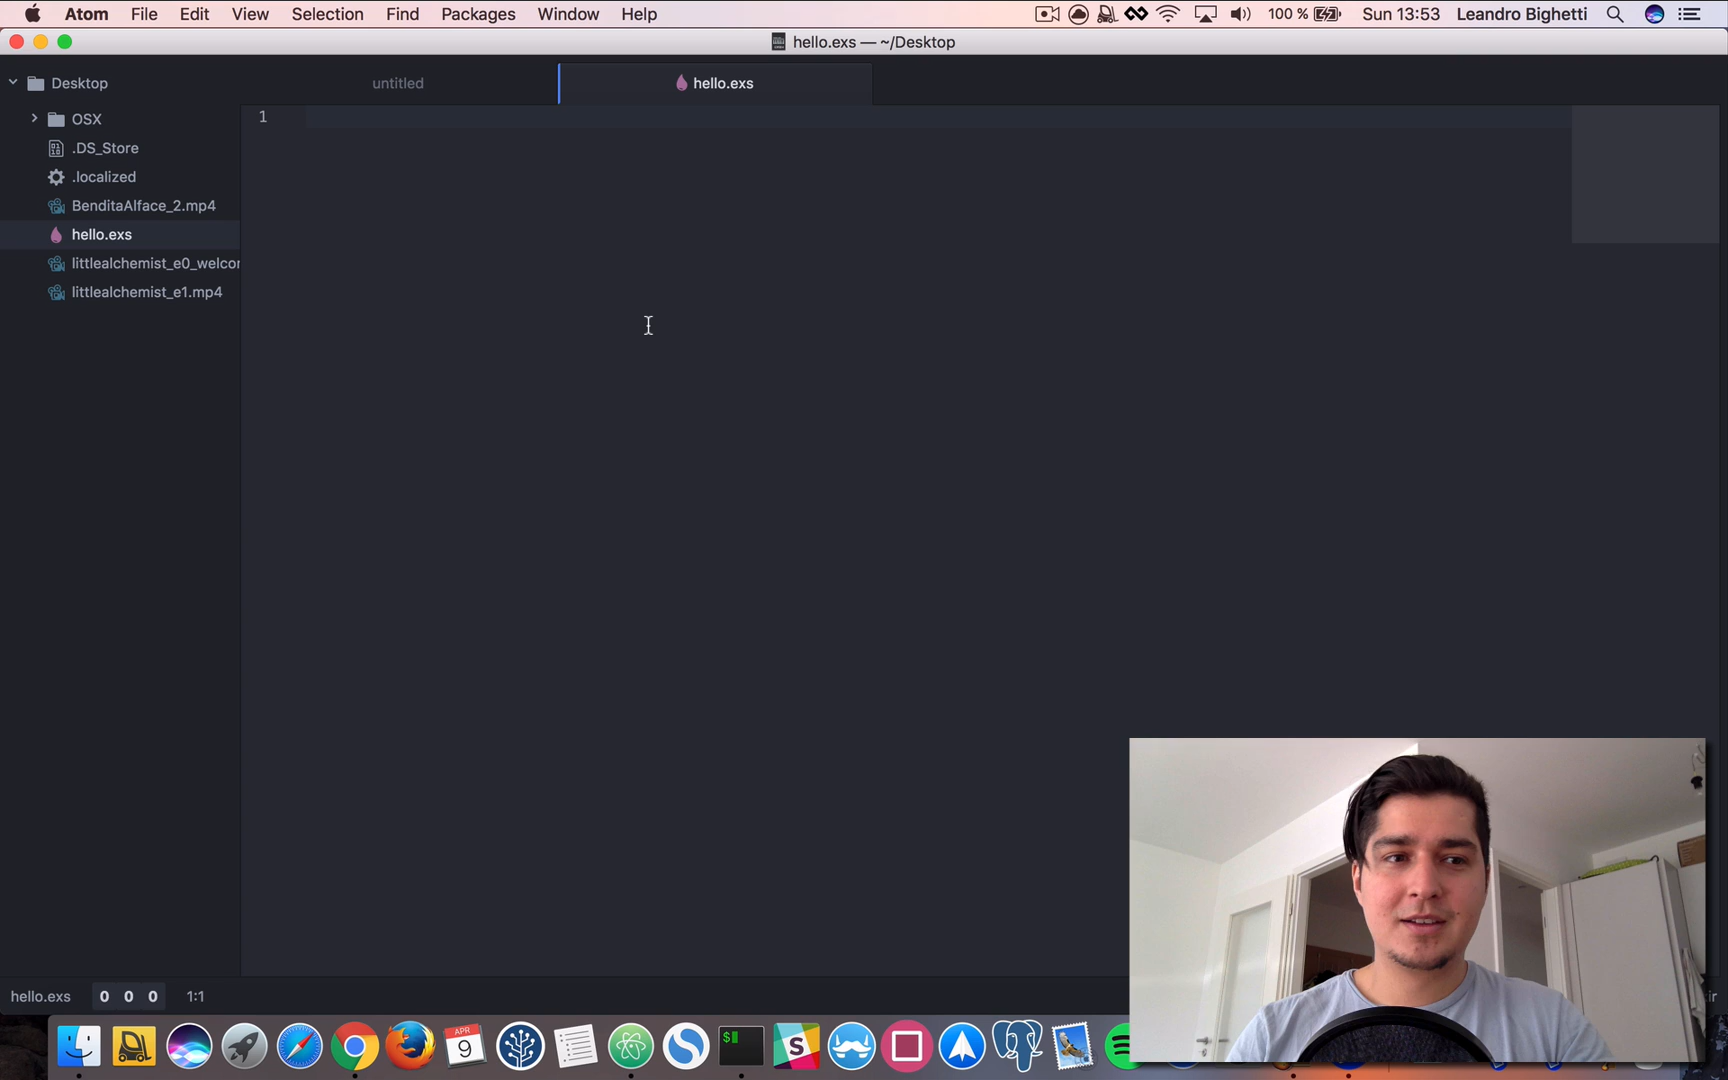 Atom File Edit View Selection Find Packages Window Help 100 % Sun 13:53 Leandro Bighetti
hello.exs — ~/Desktop
Desktop
untitled
hello.exs
OSX
1
.DS_Store
.localized
BenditaAlface_2.mp4
hello.exs
littlealchemist_e0_welcor
littlealchemist_e1.mp4
hello.exs 0 0 0 1:1
APR
9
$
S